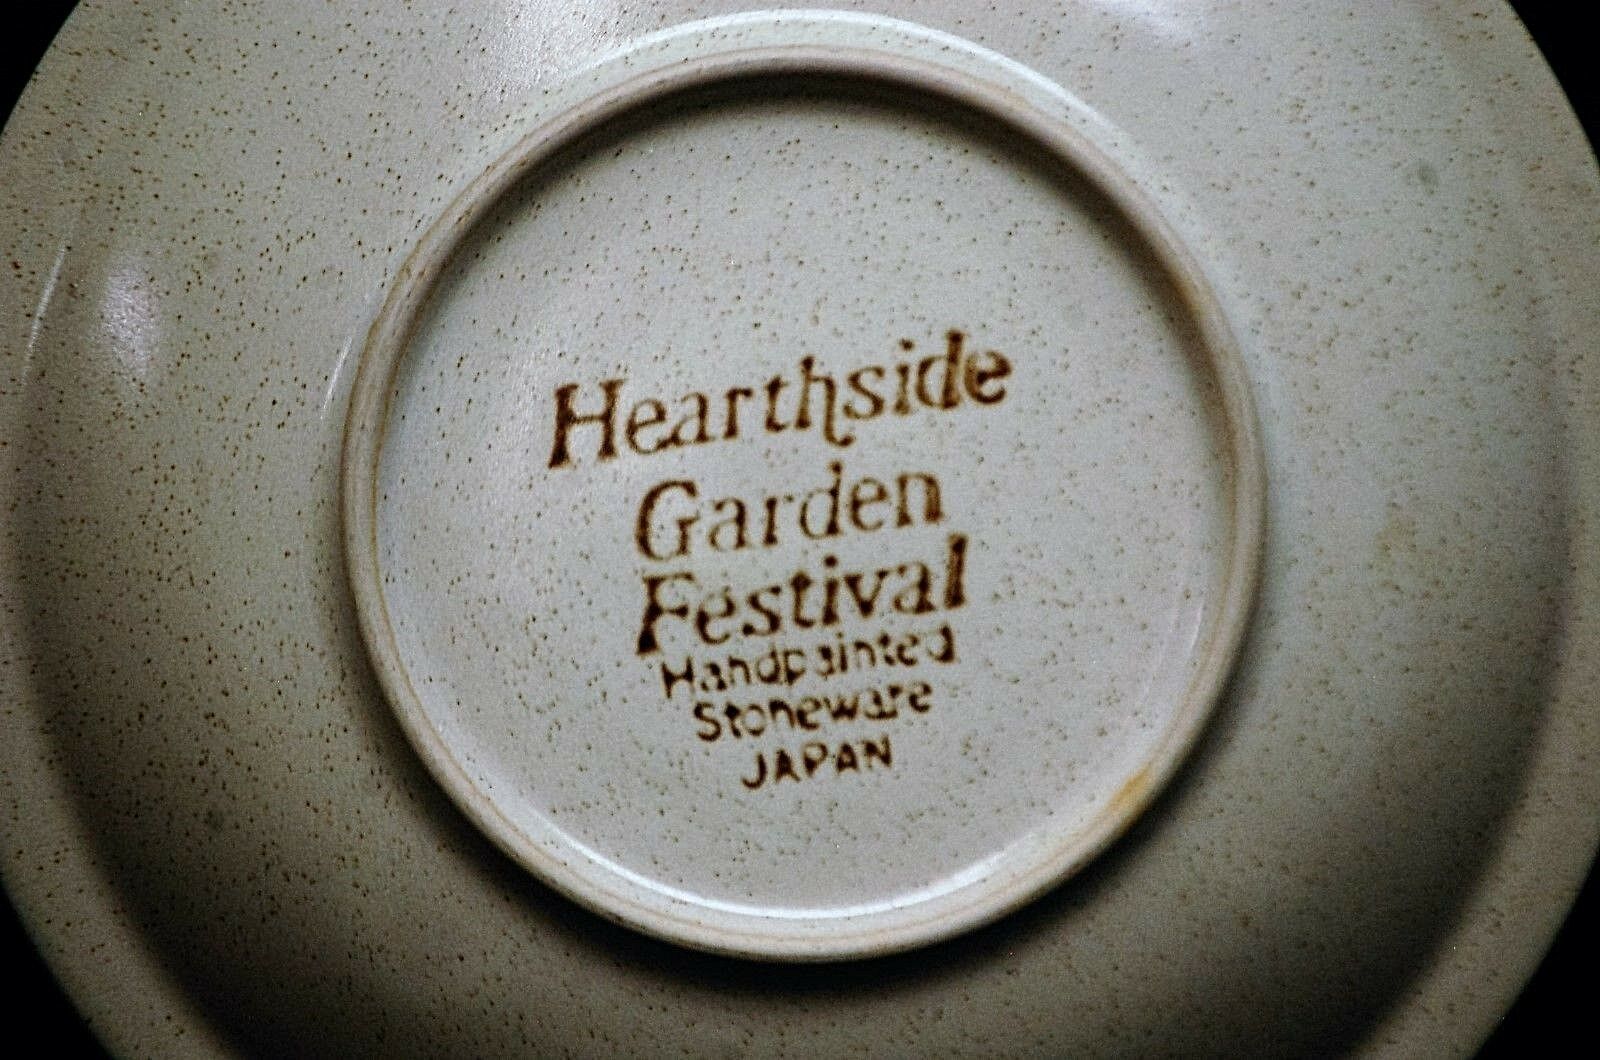 Hearthside
Garden
Festival
Handpainted
Stoneware
JAPAN